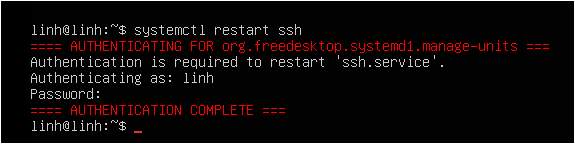 linh@linh:~$ systemctl restart ssh
==== AUTHENTICATING FOR org.freedesktop.systemd1.manage-units ===
Authentication is required to restart 'ssh.service'.
Authenticating as: linh
Password:
==== AUTHENTICATION COMPLETE ===
linh@linh:~$ _